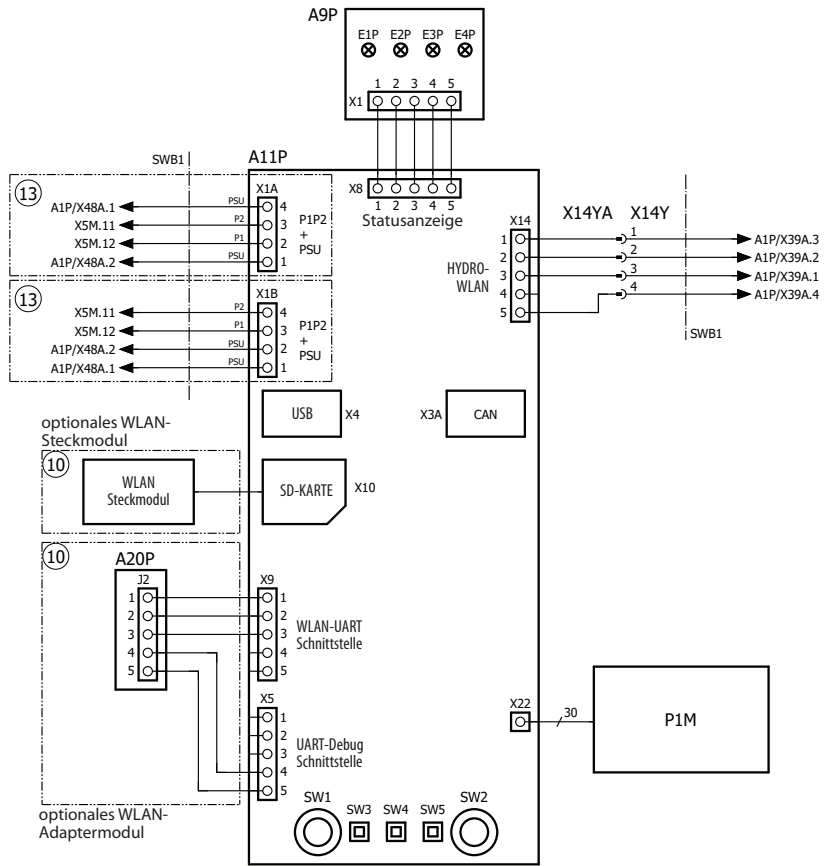 A9P
E1P E2P E3P E4P
1 2 3 4 5
X1
SWB1
A11P
13
X1A
A1P/X48A.1 PSU 4
X5M.11 P2 3
X5M.12 P1 2
A1P/X48A.2 PSU 1
P1P2
+
PSU
X8
1 2 3 4 5
Statusanzeige
X14
X14YA X14Y
1 1 A1P/X39A.3
2 2 A1P/X39A.2
3 3 A1P/X39A.1
4 4 A1P/X39A.4
5
HYDRO-
WLAN
SWB1
13
X1B
X5M.11 P2 4
X5M.12 P1 3
A1P/X48A.2 PSU 2
A1P/X48A.1 PSU 1
P1P2
+
PSU
USB X4
X3A CAN
optionales WLAN-
Steckmodul
10
WLAN
Steckmodul
SD-KARTE X10
10
A20P
J2
1
2
3
4
5
X9
1
2
3
4
5
WLAN-UART
Schnittstelle
X5
1
2
3
4
5
UART-Debug
Schnittstelle
X22
30
P1M
optionales WLAN-
Adaptermodul
SW1 SW3 SW4 SW5 SW2